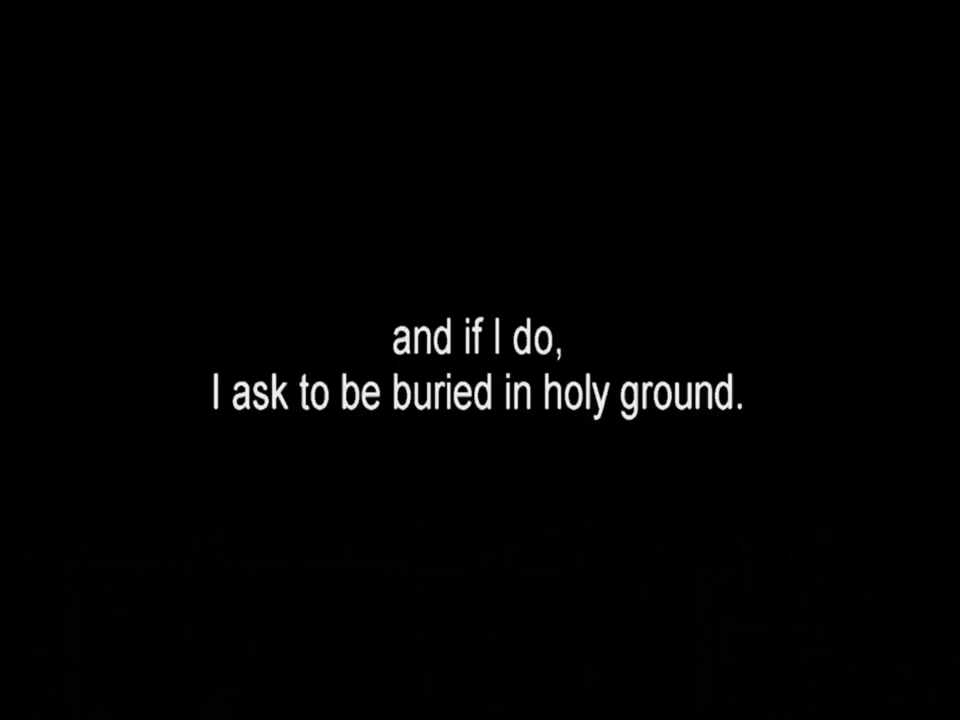 and if I do,
I ask to be buried in holy ground.